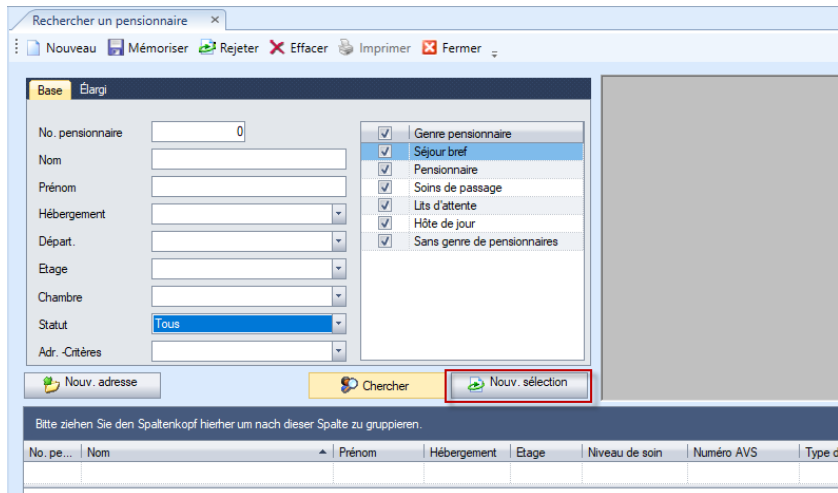 Rechercher un pensionnaire ×
Nouveau Mémoriser Rejeter Effacer Imprimer Fermer
Base Élargi
No. pensionnaire 0
Nom
Prénom
Hébergement
Départ.
Etage
Chambre
Statut Tous
Adr. -Critères
Genre pensionnaire
Séjour bref
Pensionnaire
Soins de passage
Lits d'attente
Hôte de jour
Sans genre de pensionnaires
Nouv. adresse Chercher Nouv. sélection
Bitte ziehen Sie den Spaltenkopf hierher um nach dieser Spalte zu gruppieren.
No. pe... Nom Prénom Hébergement Etage Niveau de soin Numéro AVS Type d